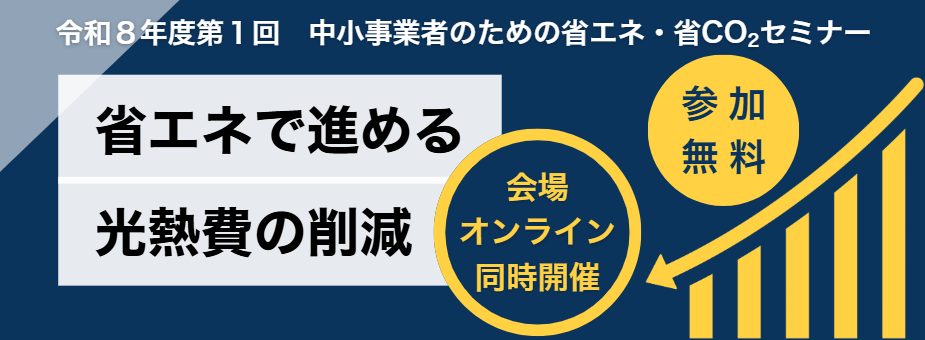 令和８年度第１回　中小事業者のための省エネ・省CO₂セミナー
省エネで進める
光熱費の削減
会場
オンライン
同時開催
参加
無料